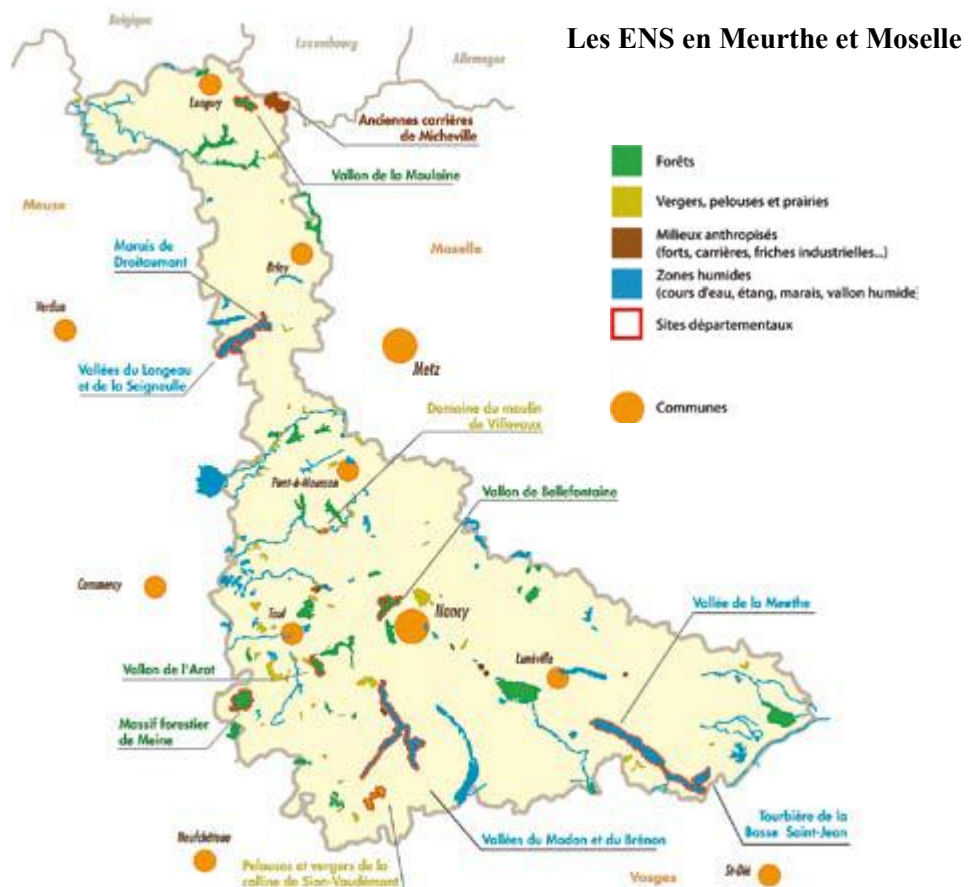 Les ENS en Meurthe et Moselle
Belgique
Luxembourg
Allemagne
Longwy
Anciennes carrières
de Micheville
Vallon de la Moulaine
Forêts
Vergers, pelouses et prairies
Milieux anthropisés
(forts, carrières, friches industrielles...)
Zones humides
(cours d'eau, étang, marais, vallon humide)
Sites départementaux
Communes
Meuse
Moselle
Marais de
Droitaumont
Briey
Verdun
Metz
Vallées du Longeau
et de la Seigneulle
Domaine du moulin
de Villevaux
Pont-à-Mousson
Vallon de Bellefontaine
Commercy
Toul
Nancy
Vallée de la Meurthe
Lunéville
Vallon de l'Arot
Massif forestier
de Meine
Tourbière de la
Basse Saint-Jean
Neufchâteau
Vallées du Madon et du Brénon
Pelouses et vergers de la
colline de Sion-Vaudémont
Vosges
St-Dié